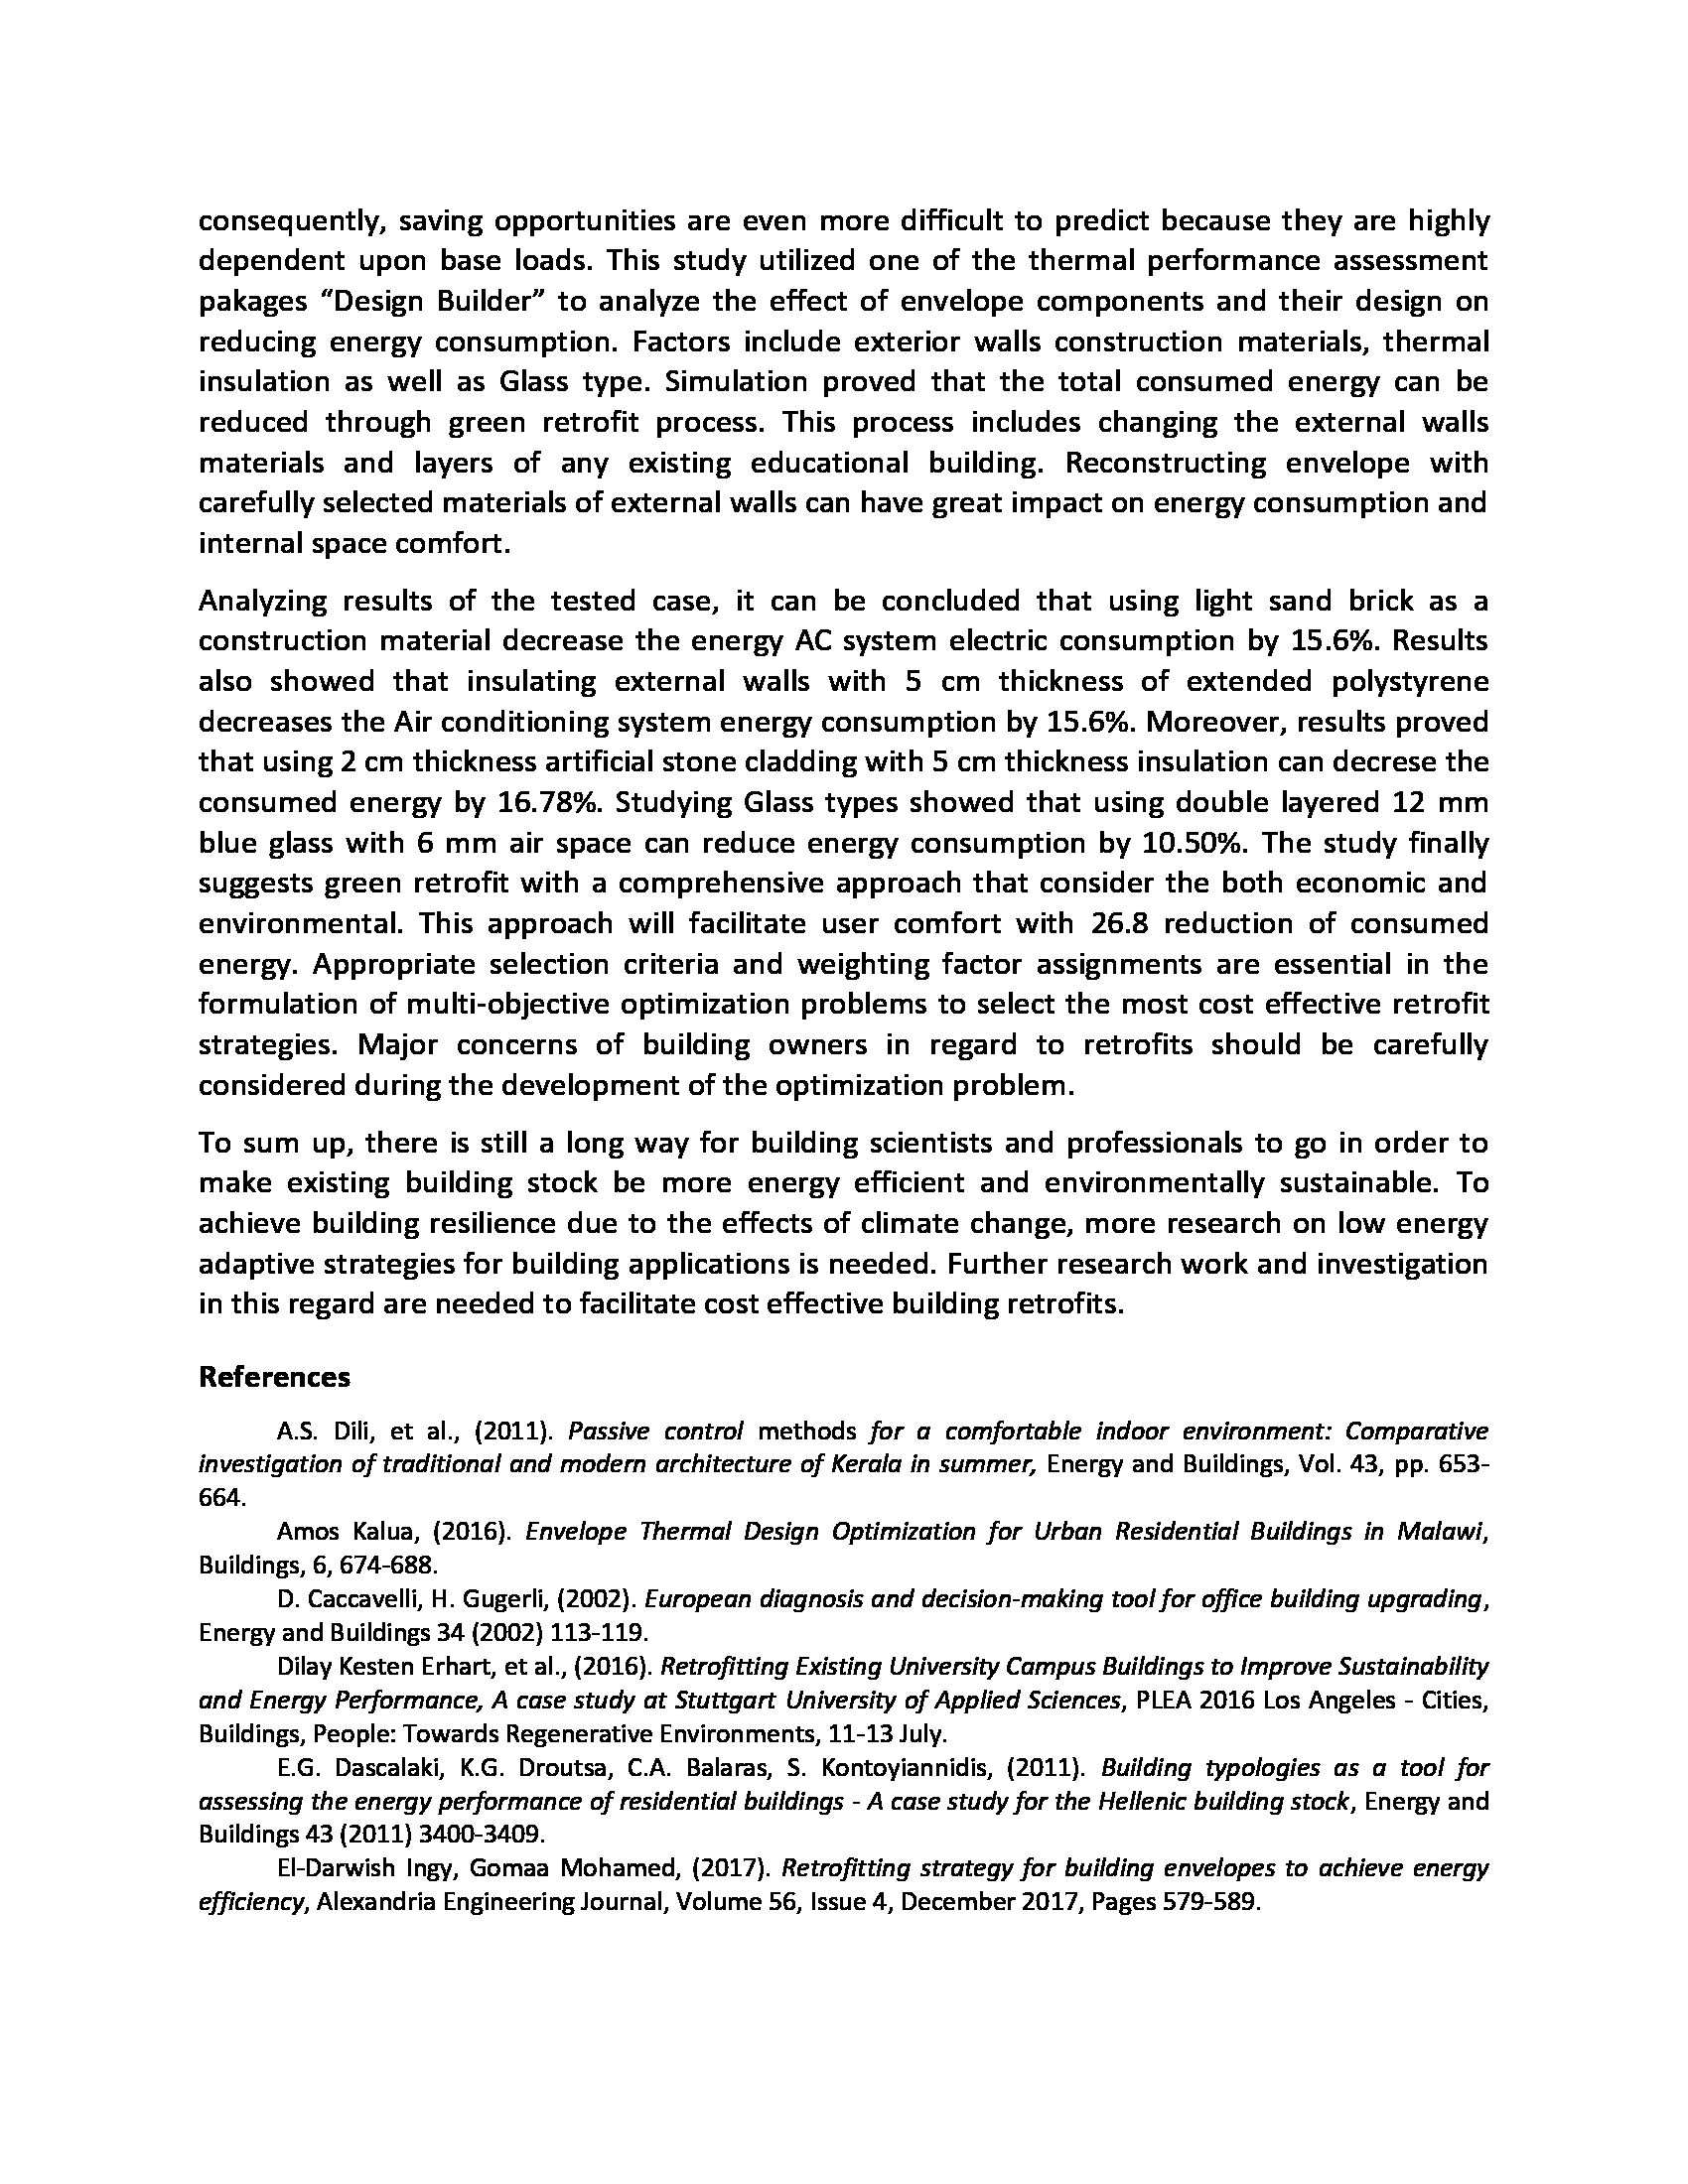 consequently, saving opportunities are even more difficult to predict because they are highly
dependent upon base loads. This study utilized one of the thermal performance assessment
pakages “Design Builder” to analyze the effect of envelope components and their design on
reducing energy consumption. Factors include exterior walls construction materials, thermal
insulation as well as Glass type. Simulation proved that the total consumed energy can be
reduced through green retrofit process. This process includes changing the external walls
materials and layers of any existing educational building. Reconstructing envelope with
carefully selected materials of external walls can have great impact on energy consumption and
internal space comfort.
Analyzing results of the tested case, it can be concluded that using light sand brick as a
construction material decrease the energy AC system electric consumption by 15.6%. Results
also showed that insulating external walls with 5 cm thickness of extended polystyrene
decreases the Air conditioning system energy consumption by 15.6%. Moreover, results proved
that using 2 cm thickness artificial stone cladding with 5 cm thickness insulation can decrese the
consumed energy by 16.78%. Studying Glass types showed that using double layered 12 mm
blue glass with 6 mm air space can reduce energy consumption by 10.50%. The study finally
suggests green retrofit with a comprehensive approach that consider the both economic and
environmental. This approach will facilitate user comfort with 26.8 reduction of consumed
energy. Appropriate selection criteria and weighting factor assignments are essential in the
formulation of multi-objective optimization problems to select the most cost effective retrofit
strategies. Major concerns of building owners in regard to retrofits should be carefully
considered during the development of the optimization problem.
To sum up, there is still a long way for building scientists and professionals to go in order to
make existing building stock be more energy efficient and environmentally sustainable. To
achieve building resilience due to the effects of climate change, more research on low energy
adaptive strategies for building applications is needed. Further research work and investigation
in this regard are needed to facilitate cost effective building retrofits.
References
A.S. Dili, et al., (2011). Passive control methods for a comfortable indoor environment: Comparative
investigation of traditional and modern architecture of Kerala in summer, Energy and Buildings, Vol. 43, pp. 653-
664.
Amos Kalua, (2016). Envelope Thermal Design Optimization for Urban Residential Buildings in Malawi,
Buildings, 6, 674-688.
D. Caccavelli, H. Gugerli, (2002). European diagnosis and decision-making tool for office building upgrading,
Energy and Buildings 34 (2002) 113-119.
Dilay Kesten Erhart, et al., (2016). Retrofitting Existing University Campus Buildings to Improve Sustainability
and Energy Performance, A case study at Stuttgart University of Applied Sciences, PLEA 2016 Los Angeles - Cities,
Buildings, People: Towards Regenerative Environments, 11-13 July.
E.G. Dascalaki, K.G. Droutsa, C.A. Balaras, S. Kontoyiannidis, (2011). Building typologies as a tool for
assessing the energy performance of residential buildings - A case study for the Hellenic building stock, Energy and
Buildings 43 (2011) 3400-3409.
El-Darwish Ingy, Gomaa Mohamed, (2017). Retrofitting strategy for building envelopes to achieve energy
efficiency, Alexandria Engineering Journal, Volume 56, Issue 4, December 2017, Pages 579-589.